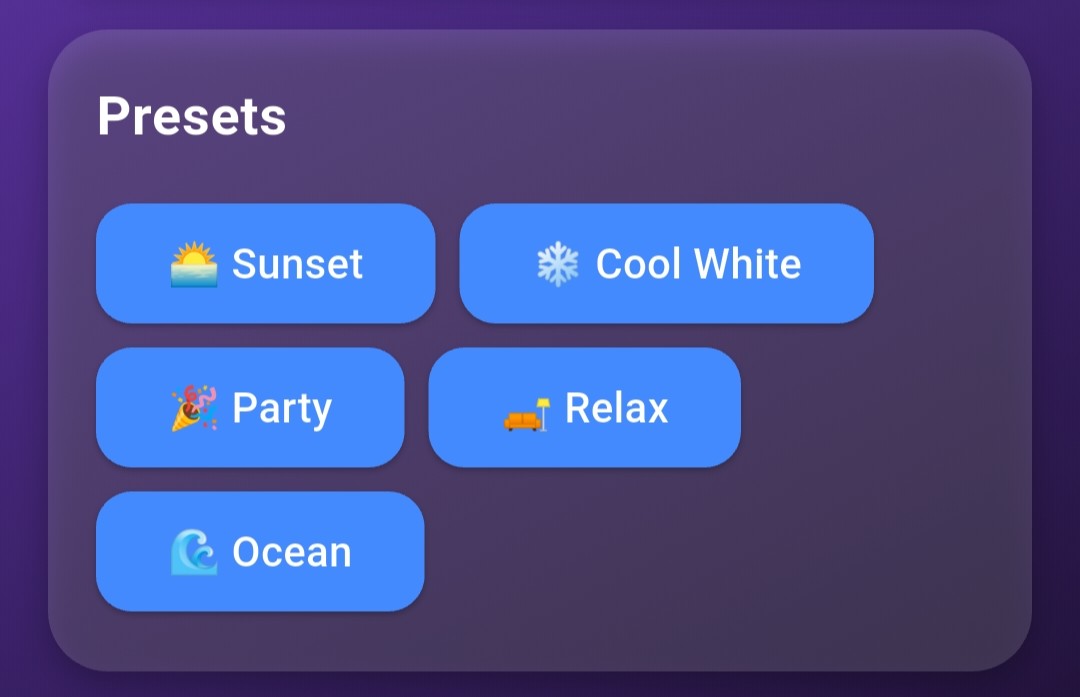 Presets
🌅 Sunset
❄️ Cool White
🎉 Party
🛋️ Relax
🌊 Ocean